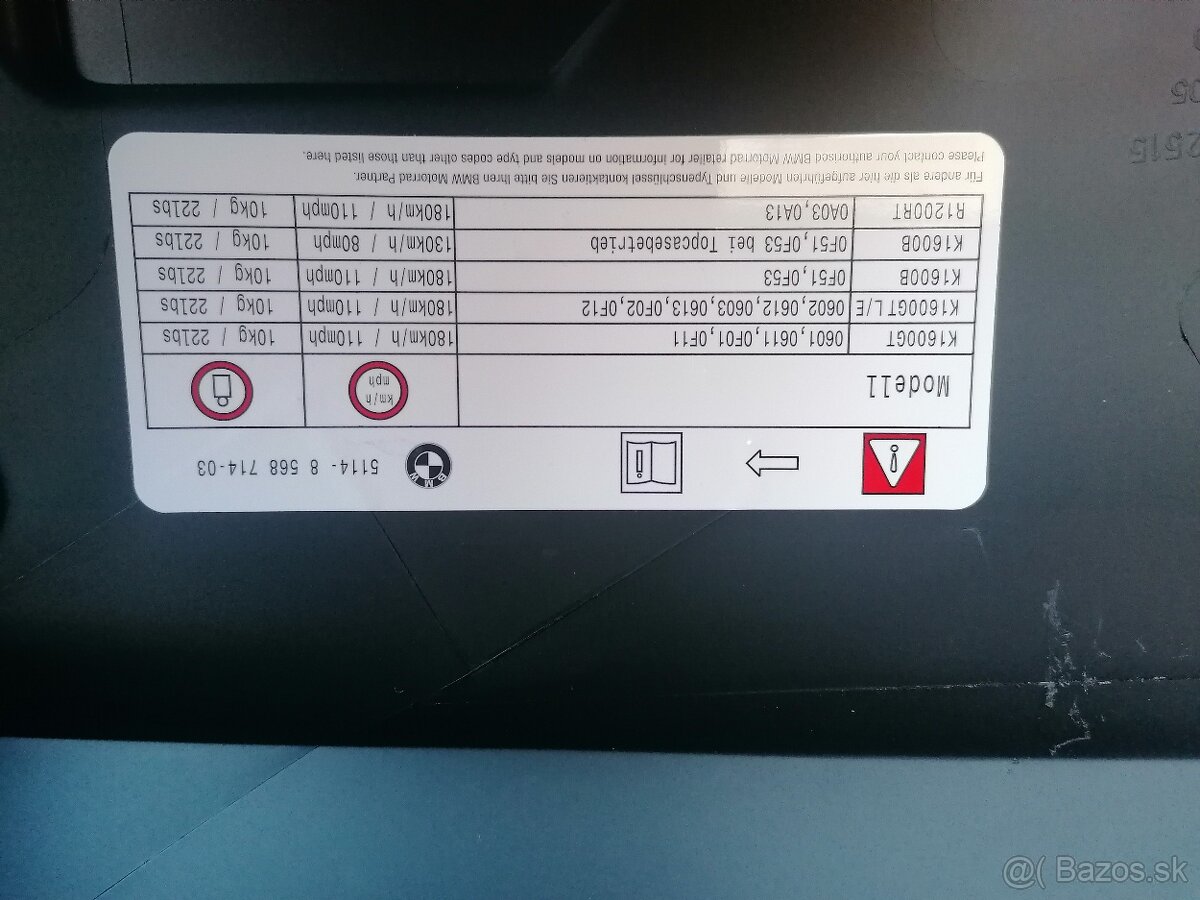 BMW 5114- 8 568 714-03
Modell km/h mph
K1600GT 0601,0611,0F01,0F11 180km/h / 110mph 10kg / 22lbs
K1600GT L/E 0602,0612,0603,0613,0F02,0F12 180km/h / 110mph 10kg / 22lbs
K1600B 0F51,0F53 180km/h / 110mph 10kg / 22lbs
K1600B 0F51,0F53 bei Topcasebetrieb 130km/h / 80mph 10kg / 22lbs
R1200RT 0A03,0A13 180km/h / 110mph 10kg / 22lbs
Für andere als die hier aufgeführten Modelle und Typenschlüssel kontaktieren Sie bitte Ihren BMW Motorrad Partner.
Please contact your authorised BMW Motorrad retailer for information on models and type codes other than those listed here.
@( Bazos.sk